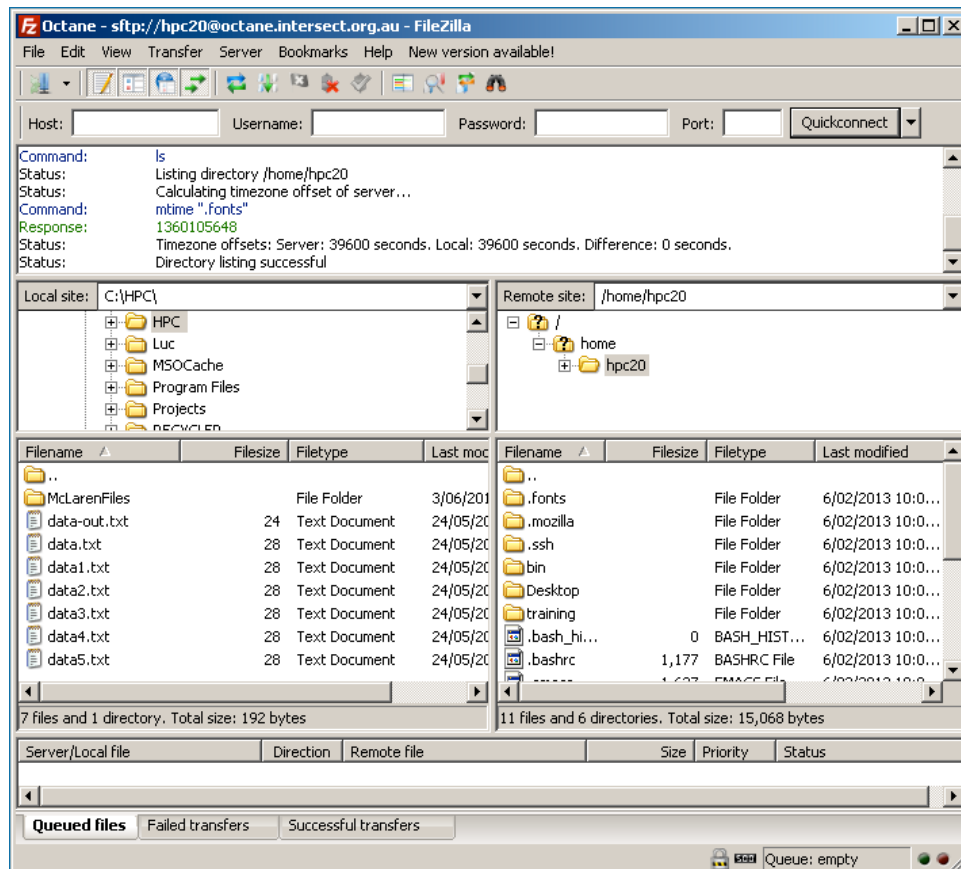 Octane - sftp://hpc20@octane.intersect.org.au - FileZilla
File Edit View Transfer Server Bookmarks Help New version available!
Host: Username: Password: Port: Quickconnect
Command: ls
Status: Listing directory /home/hpc20
Status: Calculating timezone offset of server...
Command: mtime ".fonts"
Response: 1360105648
Status: Timezone offsets: Server: 39600 seconds. Local: 39600 seconds. Difference: 0 seconds.
Status: Directory listing successful
Local site: C:\HPC\
HPC
Luc
MSOCache
Program Files
Projects
RECYCLER
Remote site: /home/hpc20
/
home
hpc20
Filename Filesize Filetype Last moc
..
McLarenFiles File Folder 3/06/201
data-out.txt 24 Text Document 24/05/20
data.txt 28 Text Document 24/05/20
data1.txt 28 Text Document 24/05/20
data2.txt 28 Text Document 24/05/20
data3.txt 28 Text Document 24/05/20
data4.txt 28 Text Document 24/05/20
data5.txt 28 Text Document 24/05/20
7 files and 1 directory. Total size: 192 bytes
Filename Filesize Filetype Last modified
..
.fonts File Folder 6/02/2013 10:0...
.mozilla File Folder 6/02/2013 10:0...
.ssh File Folder 6/02/2013 10:0...
bin File Folder 6/02/2013 10:0...
Desktop File Folder 6/02/2013 10:0...
training File Folder 6/02/2013 10:0...
.bash_hi... 0 BASH_HIST... 6/02/2013 10:0...
.bashrc 1,177 BASHRC File 6/02/2013 10:0...
.emacs 1,637 EMACS File 6/02/2013 10:0...
11 files and 6 directories. Total size: 15,068 bytes
Server/Local file Direction Remote file Size Priority Status
Queued files Failed transfers Successful transfers
Queue: empty